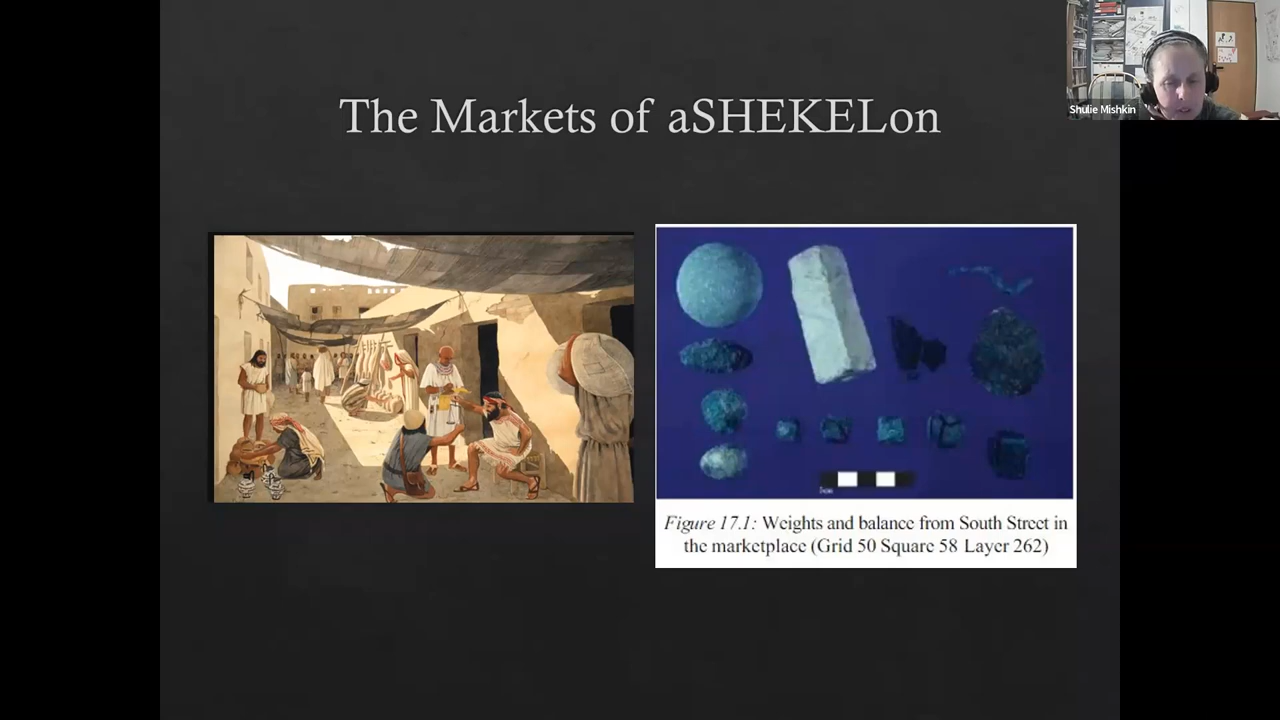 The Markets of aSHEKELon
Shulie Mishkin
Figure 17.1: Weights and balance from South Street in
the marketplace (Grid 50 Square 58 Layer 262)